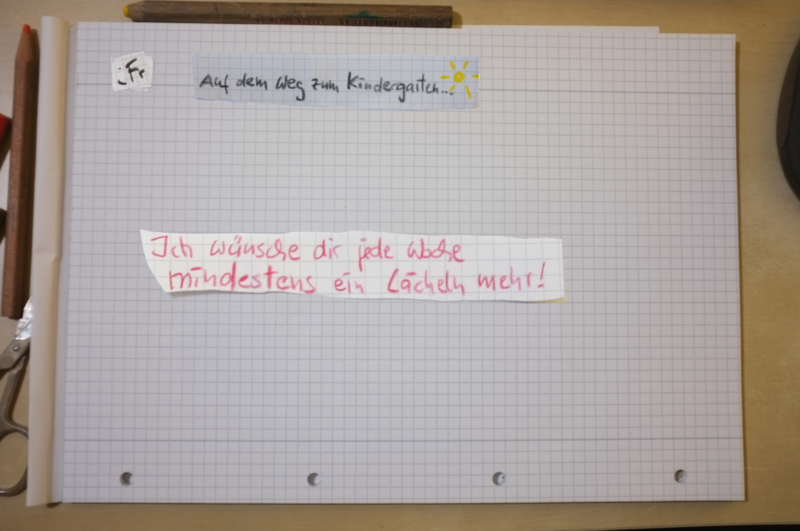 :Fr
Auf dem Weg zum Kindergarten...
Ich wünsche dir jede Woche
mindestens ein Lächeln mehr!